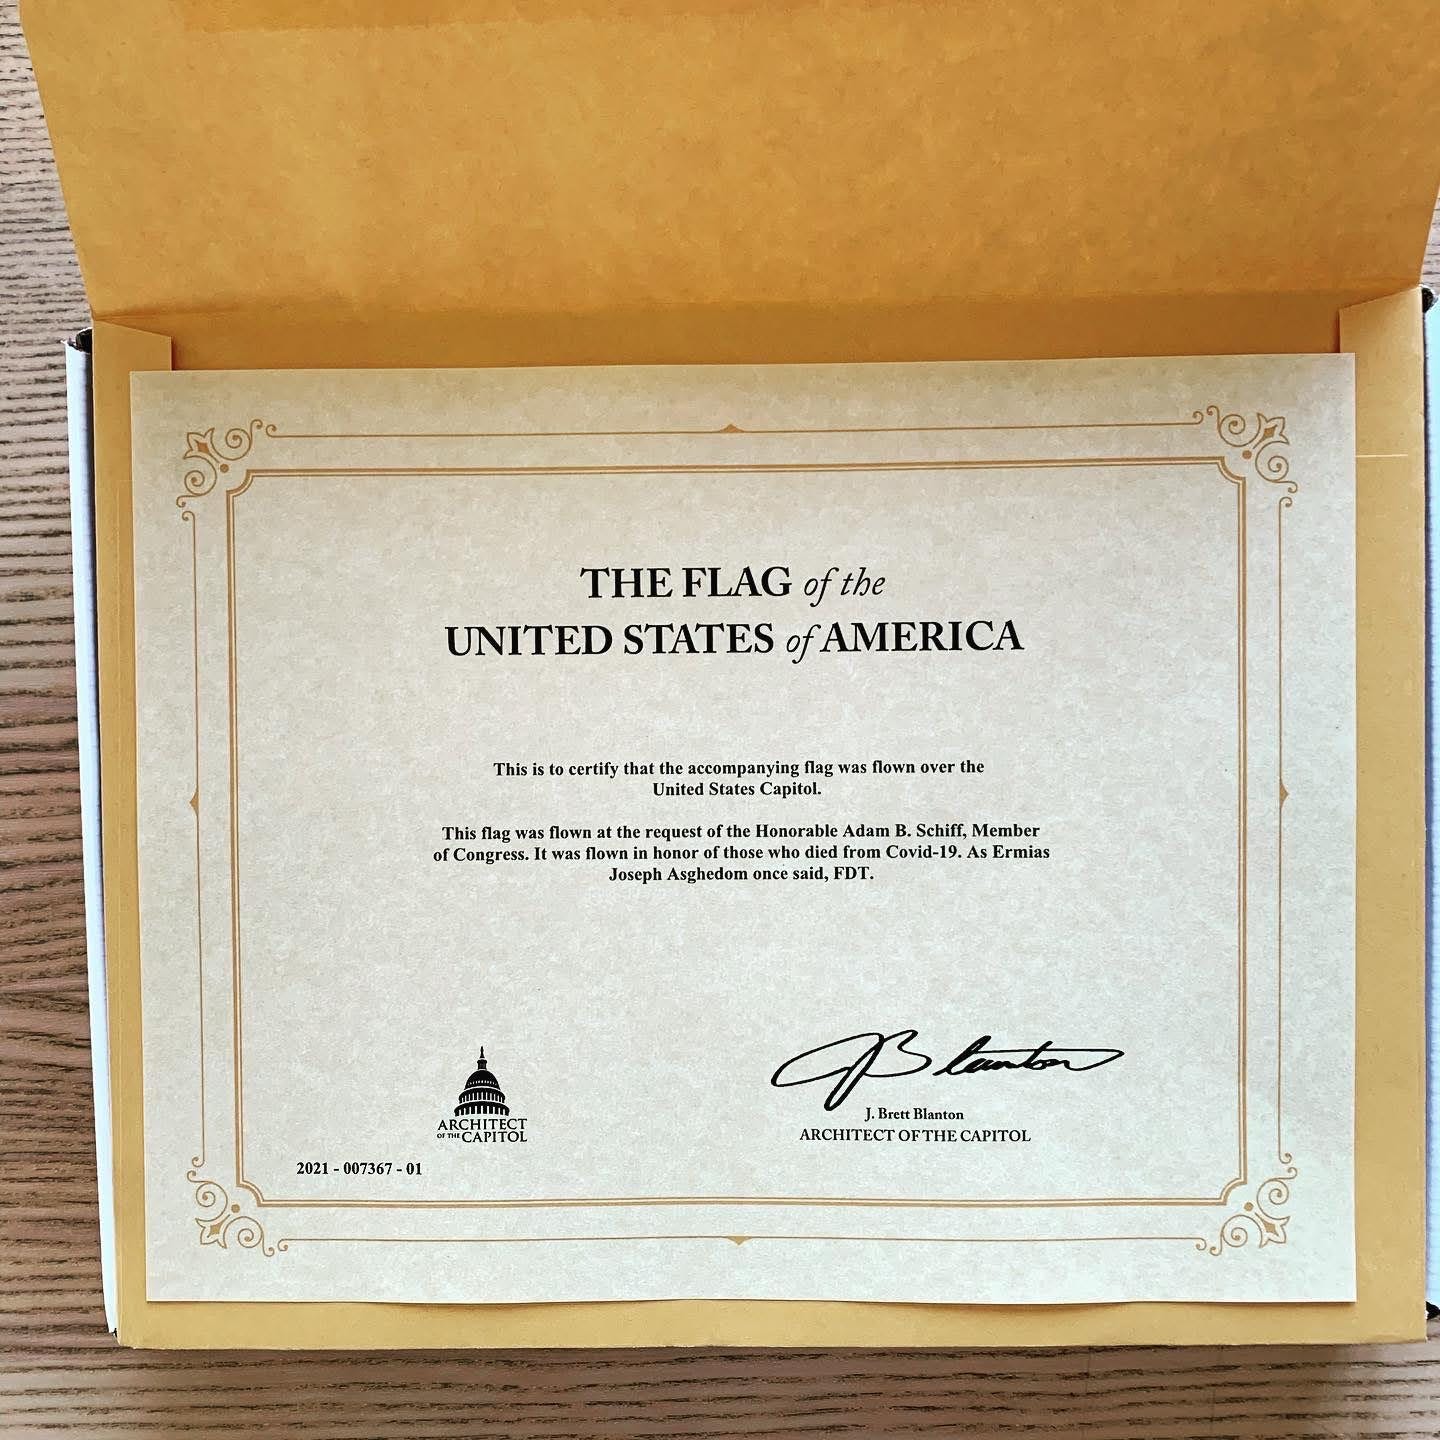 THE FLAG of the
UNITED STATES of AMERICA
This is to certify that the accompanying flag was flown over the
United States Capitol.
This flag was flown at the request of the Honorable Adam B. Schiff, Member
of Congress. It was flown in honor of those who died from Covid-19. As Ermias
Joseph Asghedom once said, FDT.
JB Blanton
J. Brett Blanton
ARCHITECT OF THE CAPITOL
ARCHITECT
OF THE CAPITOL
2021 - 007367 - 01